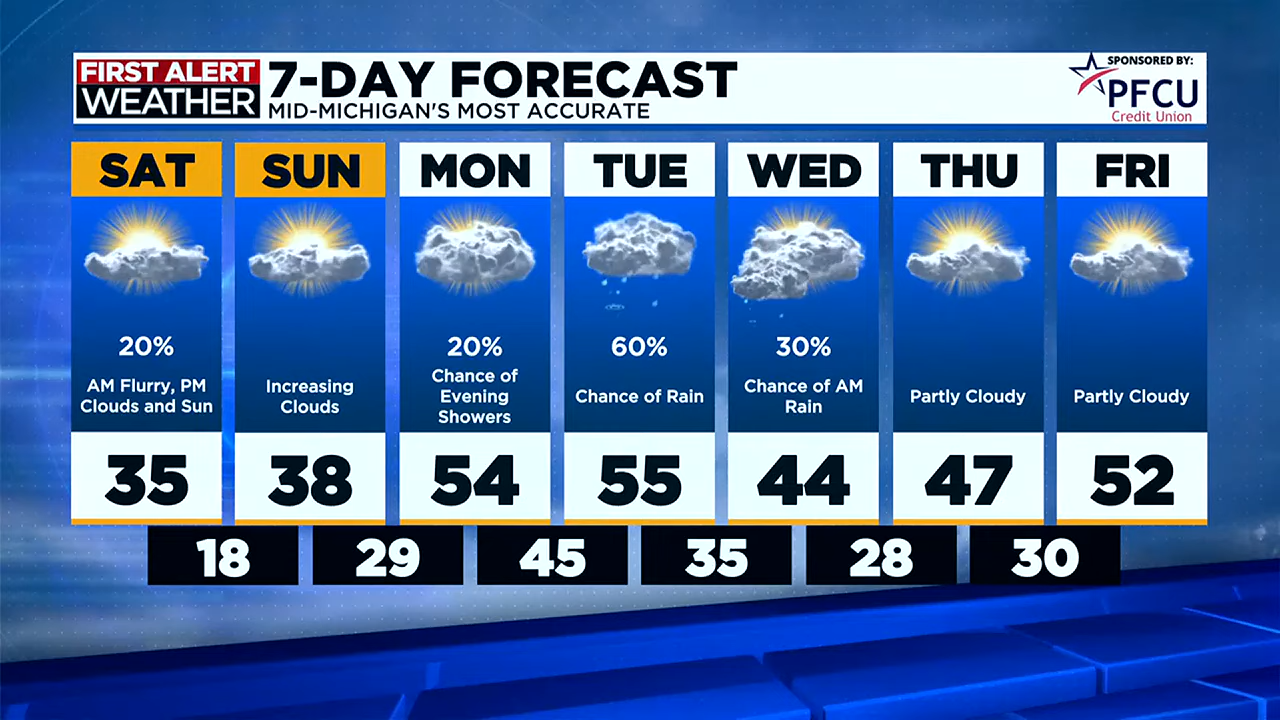 FIRST ALERT
WEATHER
7-DAY FORECAST
MID-MICHIGAN'S MOST ACCURATE
SPONSORED BY:
PFCU
Credit Union
SAT
20%
AM Flurry, PM
Clouds and Sun
35
SUN
Increasing
Clouds
38
MON
20%
Chance of
Evening
Showers
54
TUE
60%
Chance of Rain
55
WED
30%
Chance of AM
Rain
44
THU
Partly Cloudy
47
FRI
Partly Cloudy
52
18
29
45
35
28
30